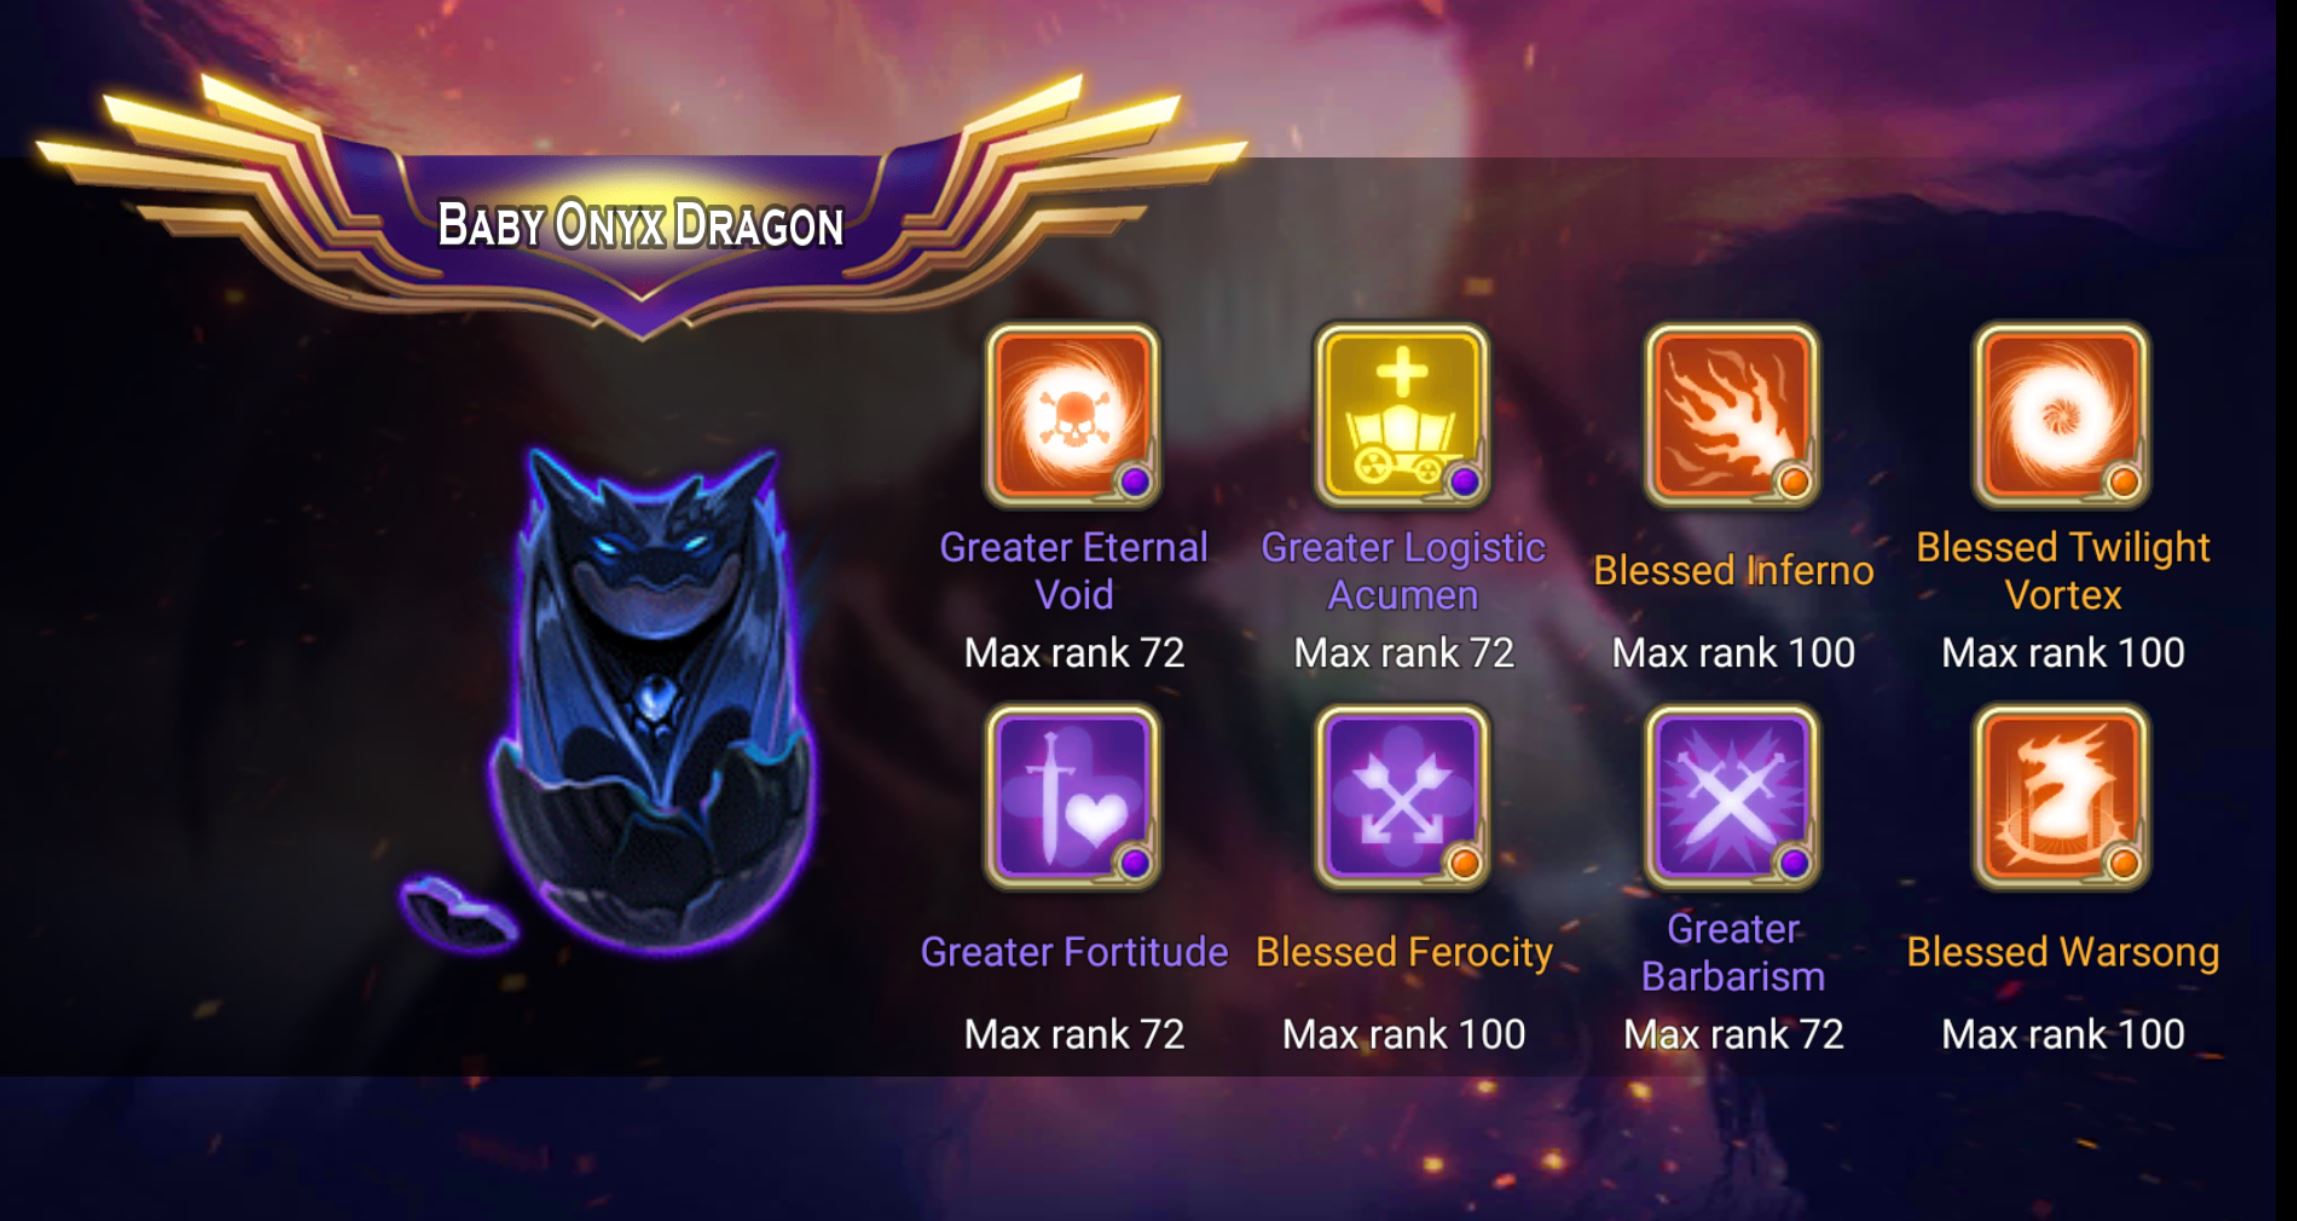 BABY ONYX DRAGON
Greater Eternal
Void
Max rank 72
Greater Logistic
Acumen
Max rank 72
Blessed Inferno
Max rank 100
Blessed Twilight
Vortex
Max rank 100
Greater Fortitude
Max rank 72
Blessed Ferocity
Max rank 100
Greater
Barbarism
Max rank 72
Blessed Warsong
Max rank 100